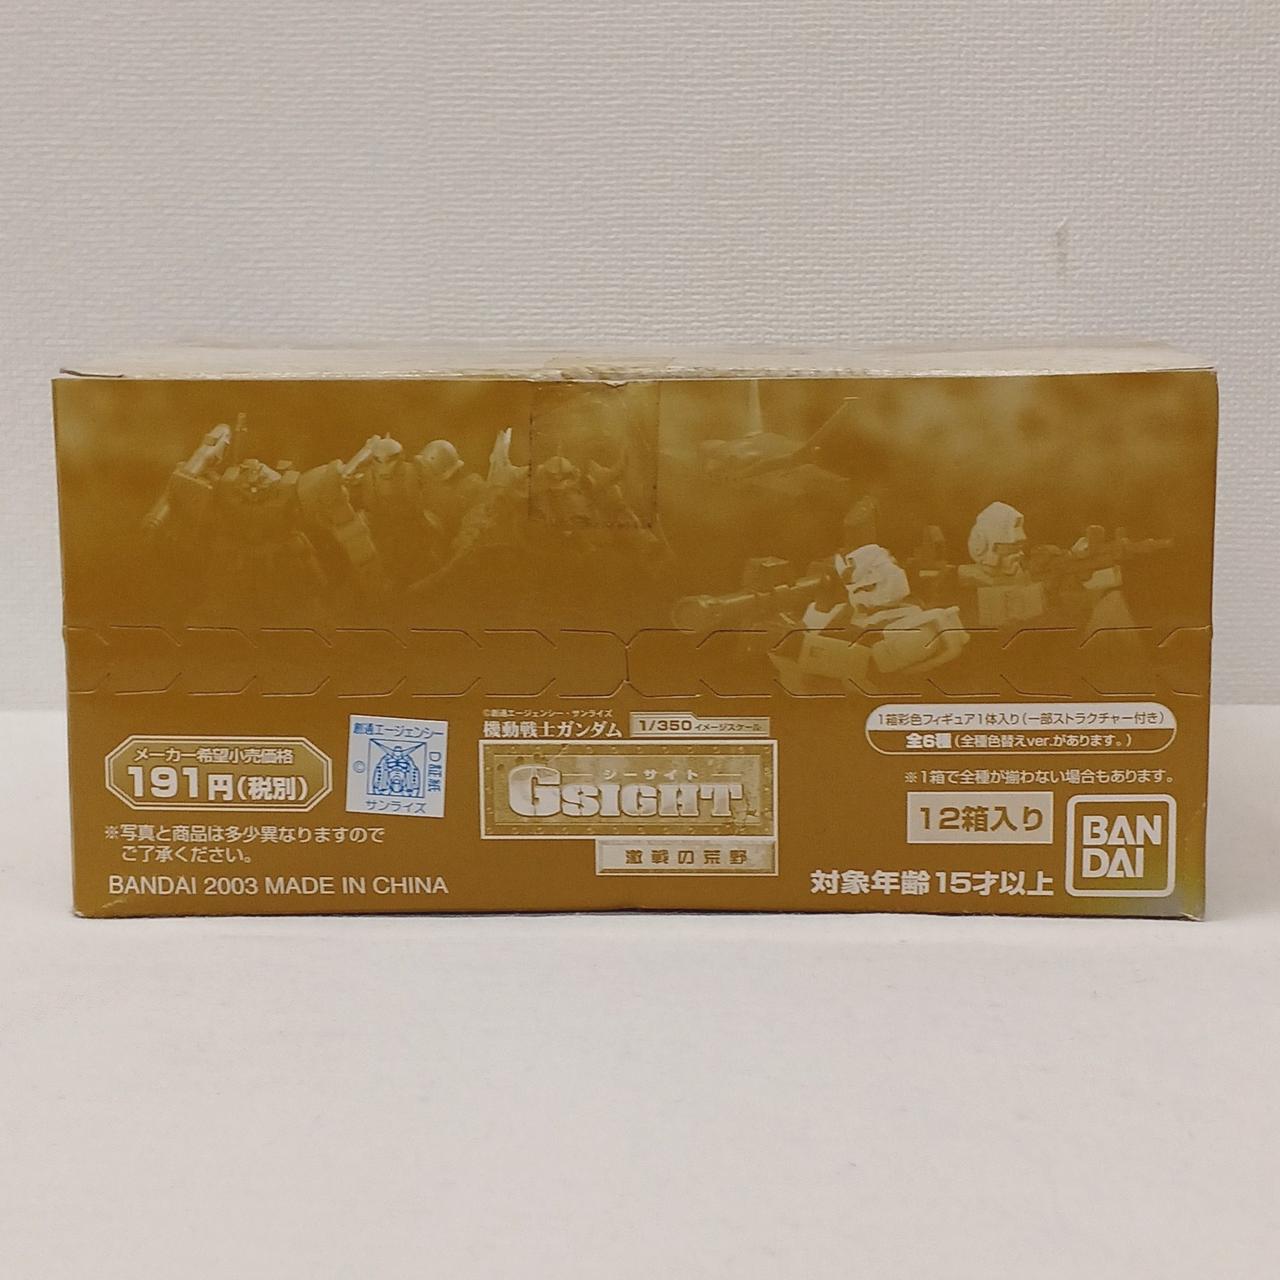 メーカー希望小売価格
191円(税別)
※写真と商品は多少異なりますので
ご了承ください。
BANDAI 2003 MADE IN CHINA
創通エージェンシー
©
D証紙
サンライズ
©創通エージェンシー・サンライズ
機動戦士ガンダム
1/350イメージスケール
シーサイト
GSIGHT
激戦の荒野
1箱彩色フィギュア1体入り(一部ストラクチャー付き)
全6種(全種色替えver.があります。)
※1箱で全種が揃わない場合もあります。
12箱入り
対象年齢15才以上
BAN
DAI